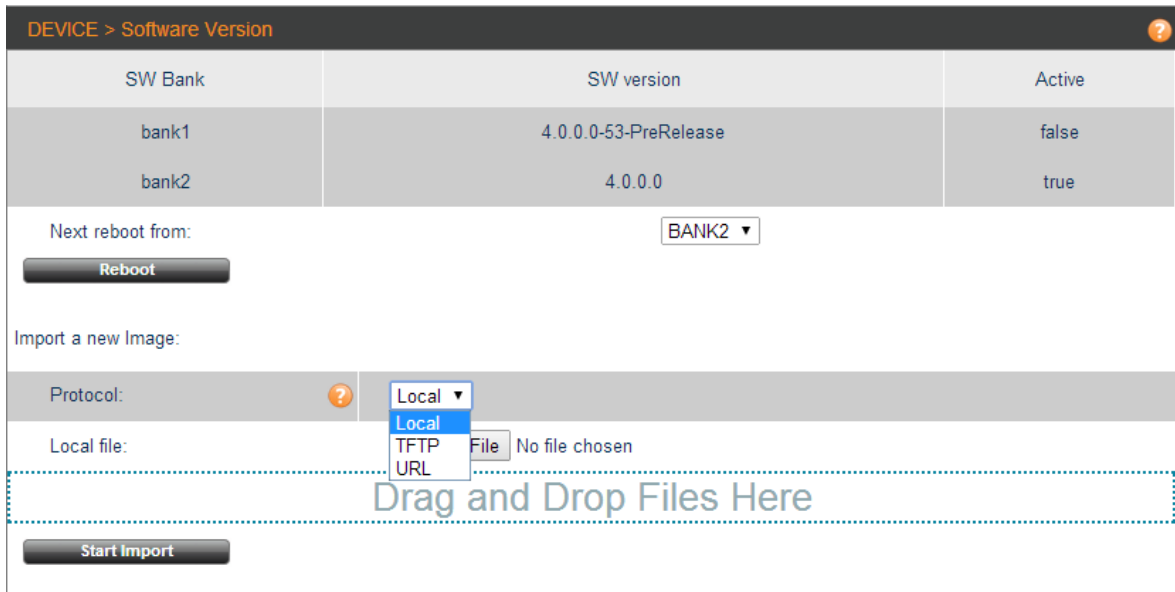 DEVICE > Software Version ?
SW Bank SW version Active
bank1 4.0.0.0-53-PreRelease false
bank2 4.0.0.0 true
Next reboot from: BANK2
Reboot
Import a new Image:
Protocol: ? Local
Local
Local file: TFTP File No file chosen
URL
Drag and Drop Files Here
Start Import